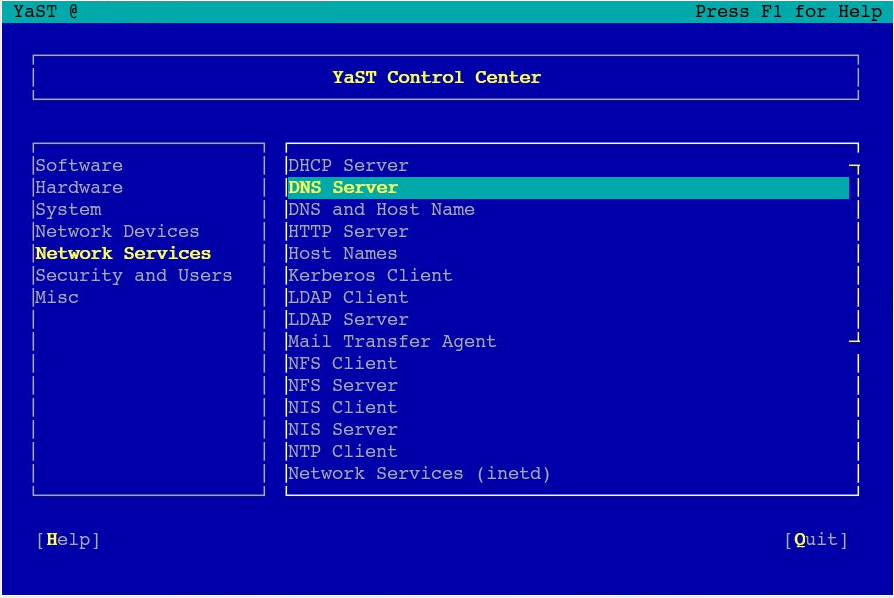 YaST @ Press F1 for Help
YaST Control Center
Software
Hardware
System
Network Devices
Network Services
Security and Users
Misc
DHCP Server
DNS Server
DNS and Host Name
HTTP Server
Host Names
Kerberos Client
LDAP Client
LDAP Server
Mail Transfer Agent
NFS Client
NFS Server
NIS Client
NIS Server
NTP Client
Network Services (inetd)
[Help] [Quit]